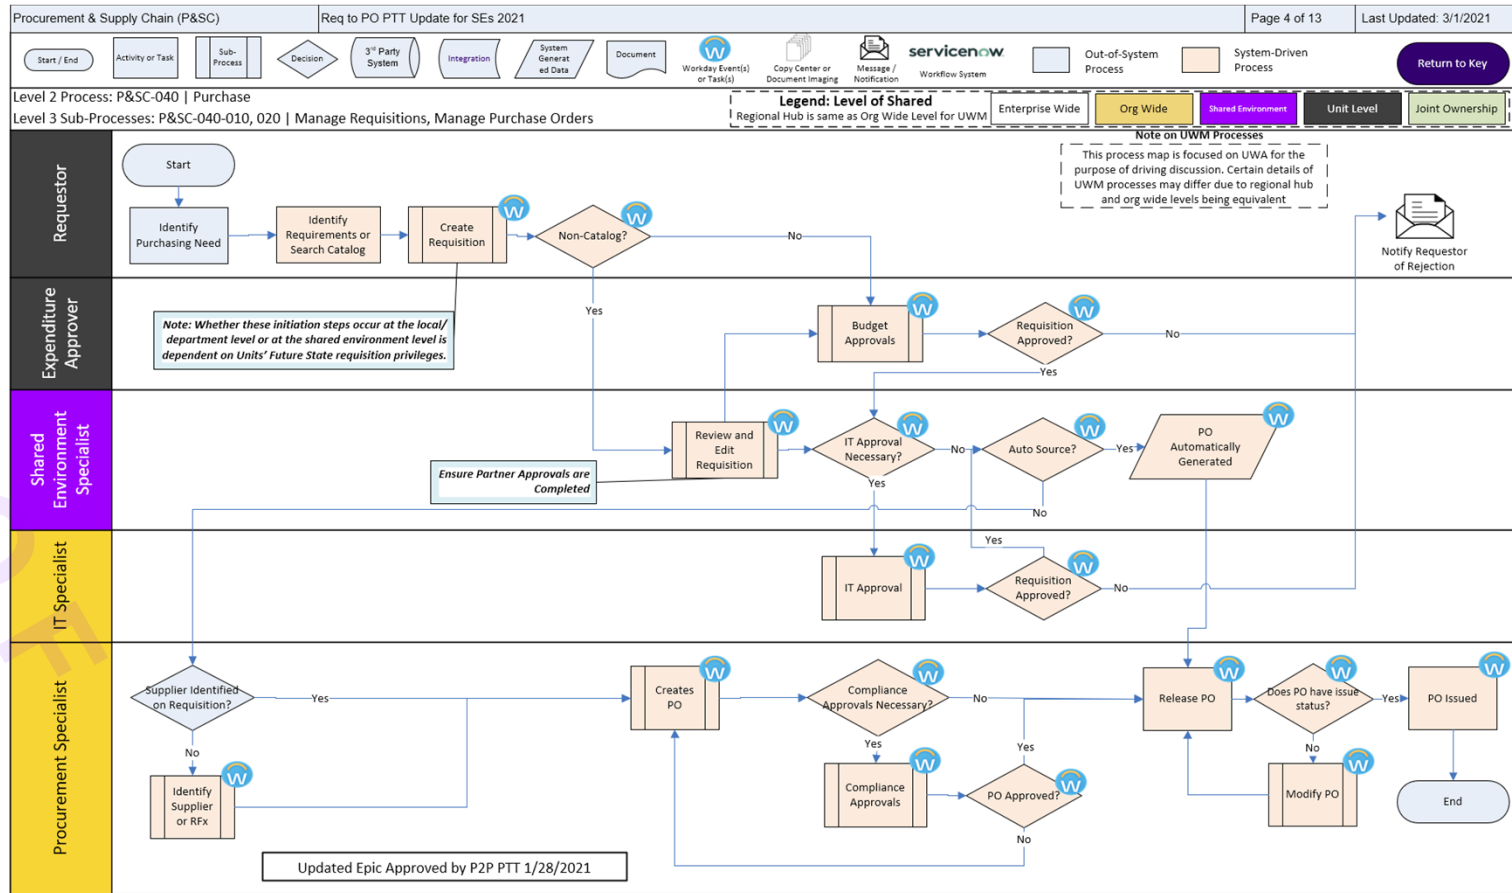 Procurement & Supply Chain (P&SC)
Req to PO PTT Update for SEs 2021
Page 4 of 13
Last Updated: 3/1/2021
Start / End
Activity or Task
Sub-
Process
Decision
3rd Party
System
Integration
System
Generat
ed Data
Document
W
Workday Event(s)
or Task(s)
Copy Center or
Document Imaging
Message /
Notification
servicenow
Workflow System
Out-of-System
Process
System-Driven
Process
Return to Key
Level 2 Process: P&SC-040 | Purchase
Level 3 Sub-Processes: P&SC-040-010, 020 | Manage Requisitions, Manage Purchase Orders
Legend: Level of Shared
Regional Hub is same as Org Wide Level for UWM
Enterprise Wide
Org Wide
Shared Environment
Unit Level
Joint Ownership
Note on UWM Processes
This process map is focused on UWA for the
purpose of driving discussion. Certain details of
UWM processes may differ due to regional hub
and org wide levels being equivalent
Requestor
Start
Identify
Purchasing Need
Identify
Requirements or
Search Catalog
Create
Requisition
W
Non-Catalog?
W
No
Yes
Notify Requestor
of Rejection
Expenditure
Approver
Note: Whether these initiation steps occur at the local/
department level or at the shared environment level is
dependent on Units' Future State requisition privileges.
Budget
Approvals
W
Requisition
Approved?
W
No
Yes
Shared
Environment
Specialist
Ensure Partner Approvals are
Completed
Review and
Edit
Requisition
W
IT Approval
Necessary?
W
No
Yes
Auto Source?
W
Yes
No
PO
Automatically
Generated
W
IT Specialist
IT Approval
W
Requisition
Approved?
W
Yes
No
Procurement Specialist
Supplier Identified
on Requisition?
Yes
No
Identify
Supplier
or RFx
W
Creates
PO
W
Compliance
Approvals Necessary?
W
No
Yes
Compliance
Approvals
W
PO Approved?
W
Yes
No
Release PO
W
Does PO have issue
status?
W
Yes
No
Modify PO
W
PO Issued
W
End
Updated Epic Approved by P2P PTT 1/28/2021